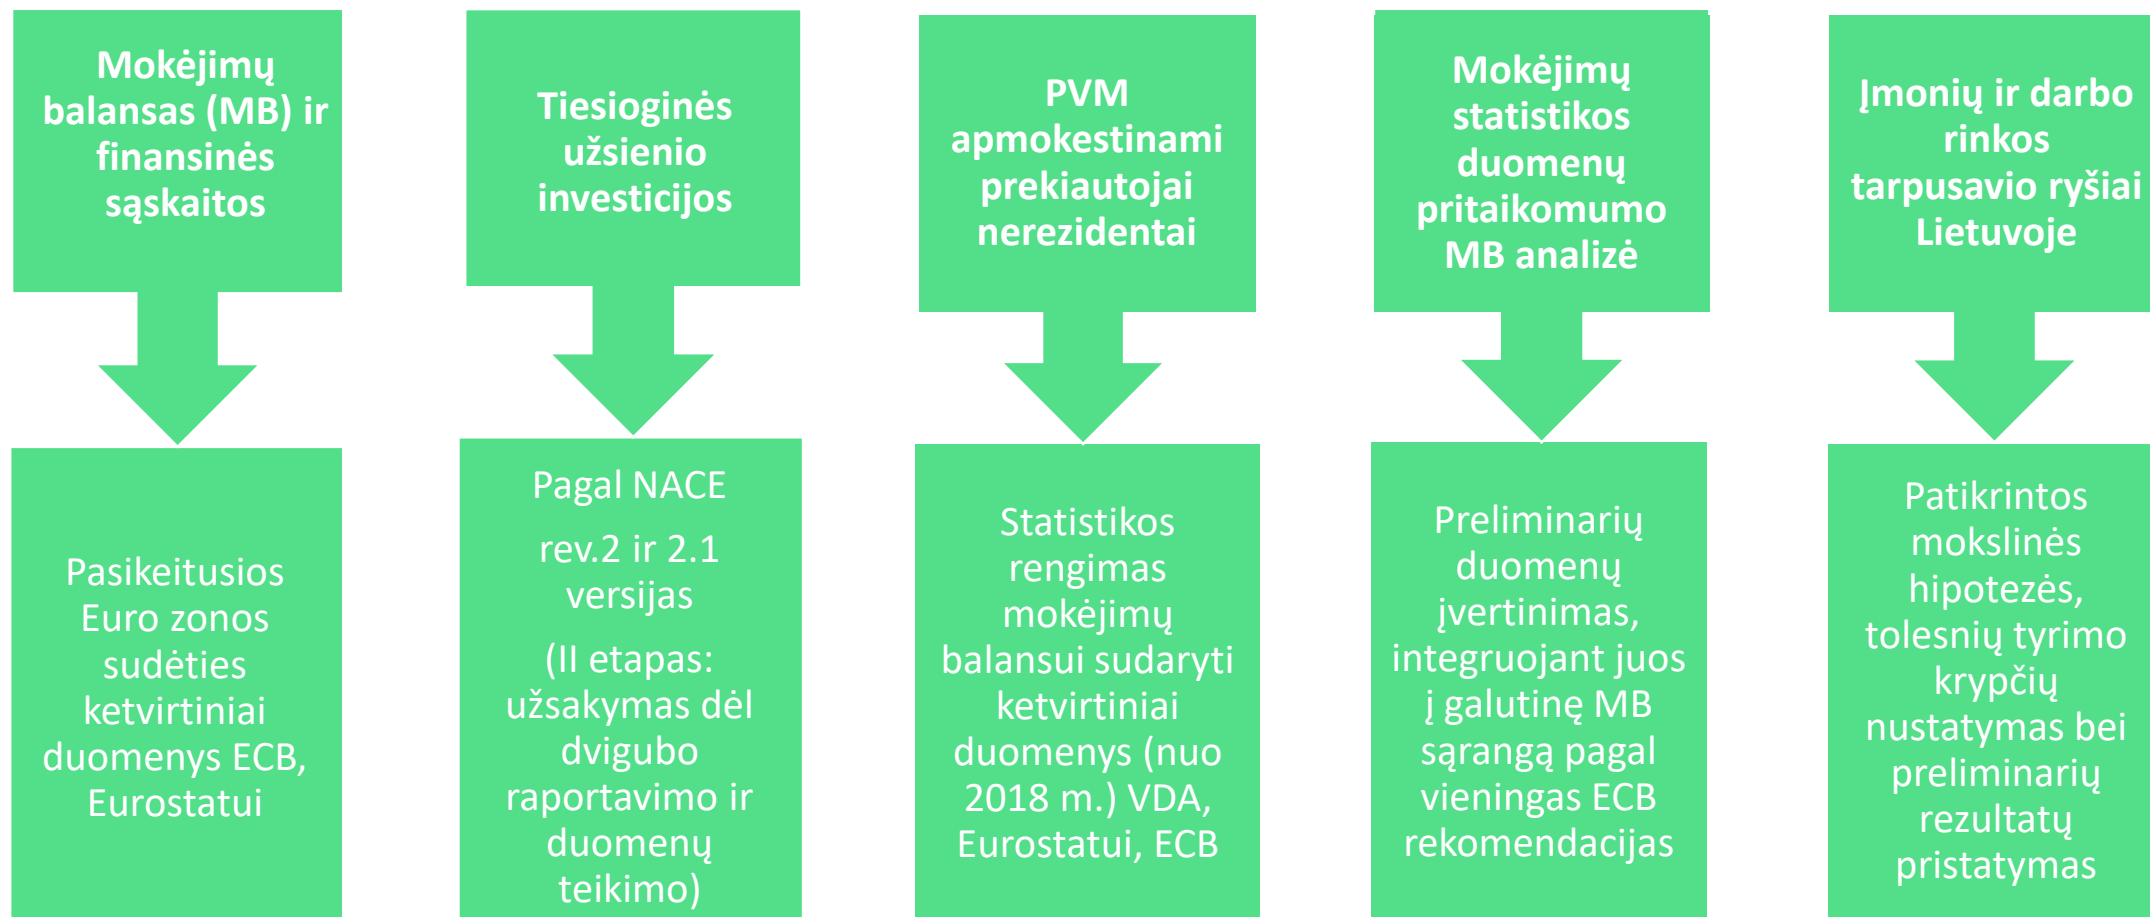 Mokėjimų
balansas (MB) ir
finansinės
sąskaitos
Pasikeitusios
Euro zonos
sudėties
ketvirtiniai
duomenys ECB,
Eurostatui
Tiesioginės
užsienio
investicijos
Pagal NACE
rev.2 ir 2.1
versijas
(II etapas:
užsakymas dėl
dvigubo
raportavimo ir
duomenų
teikimo)
PVM
apmokestinami
prekiautojai
nerezidentai
Statistikos
rengimas
mokėjimų
balansui sudaryti
ketvirtiniai
duomenys (nuo
2018 m.) VDA,
Eurostatui, ECB
Mokėjimų
statistikos
duomenų
pritaikomumo
MB analizė
Preliminarių
duomenų
įvertinimas,
integruojant juos
į galutinę MB
sąrangą pagal
vieningas ECB
rekomendacijas
Įmonių ir darbo
rinkos
tarpusavio ryšiai
Lietuvoje
Patikrintos
mokslinės
hipotezės,
tolesnių tyrimo
krypčių
nustatymas bei
preliminarių
rezultatų
pristatymas